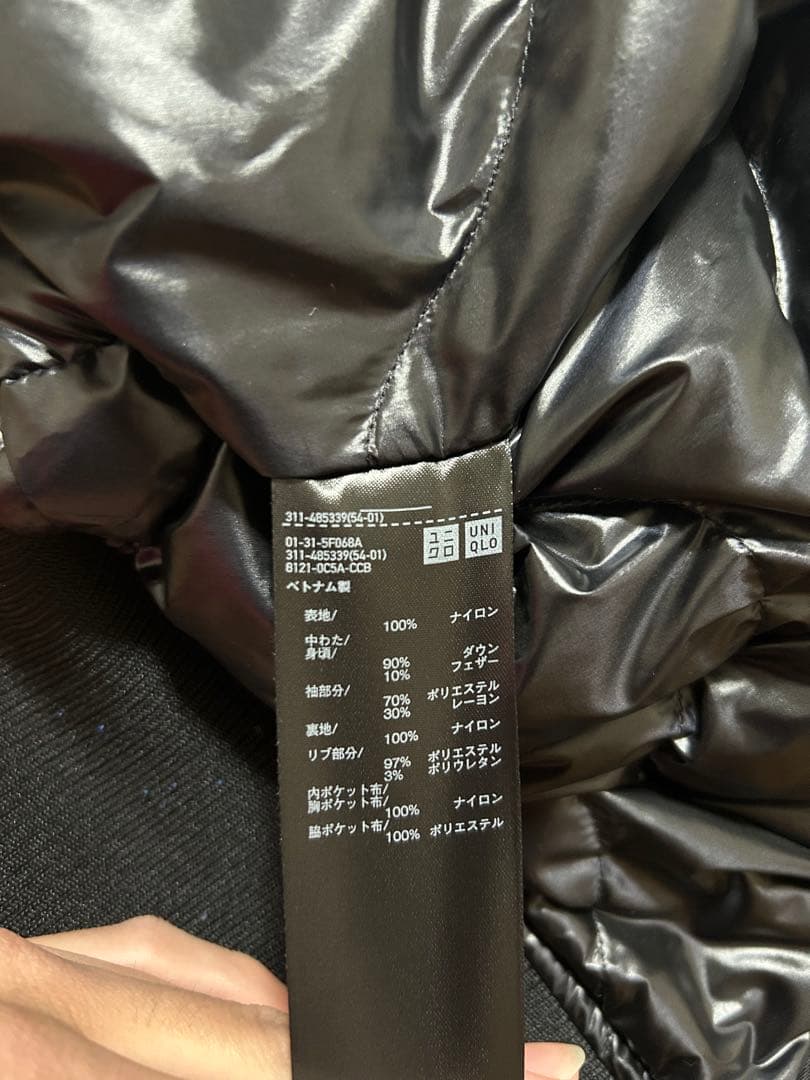 311-485339(54-01)
01-31-5F068A
311-485339(54-01)
8121-0C5A-CCB
ユニ
クロ
UNI
QLO
ベトナム製
表地/
100% ナイロン
中わた/
身頃/
90% ダウン
10% フェザー
袖部分/
70% ポリエステル
30% レーヨン
裏地/
100% ナイロン
リブ部分/
97% ポリエステル
3% ポリウレタン
内ポケット布/
胸ポケット布/
100% ナイロン
脇ポケット布/
100% ポリエステル